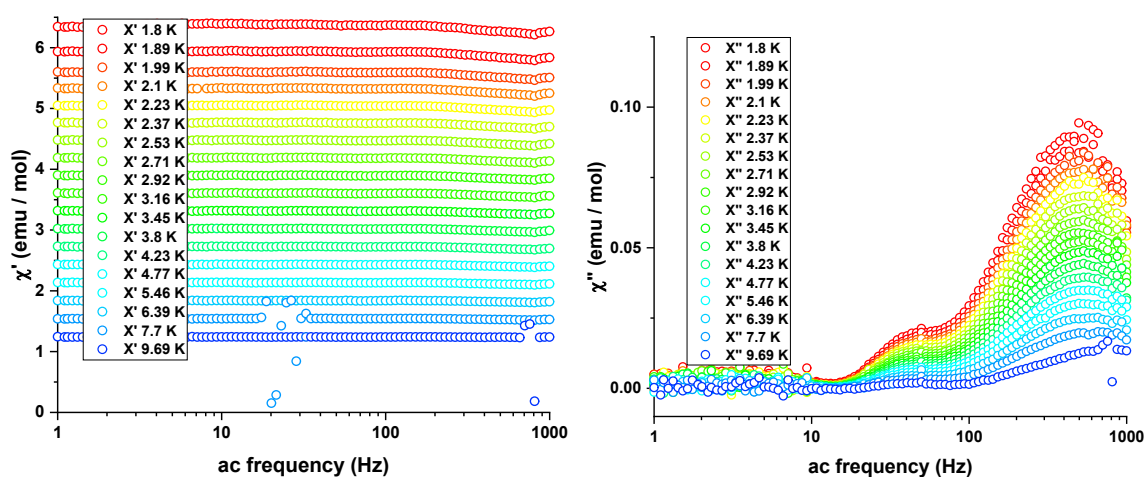 X' 1.8 K
X' 1.89 K
X' 1.99 K
X' 2.1 K
X' 2.23 K
X' 2.37 K
X' 2.53 K
X' 2.71 K
X' 2.92 K
X' 3.16 K
X' 3.45 K
X' 3.8 K
X' 4.23 K
X' 4.77 K
X' 5.46 K
X' 6.39 K
X' 7.7 K
X' 9.69 K
6
5
4
3
2
1
0
χ' (emu / mol)
1
10
100
1000
ac frequency (Hz)
X'' 1.8 K
X'' 1.89 K
X'' 1.99 K
X'' 2.1 K
X'' 2.23 K
X'' 2.37 K
X'' 2.53 K
X'' 2.71 K
X'' 2.92 K
X'' 3.16 K
X'' 3.45 K
X'' 3.8 K
X'' 4.23 K
X'' 4.77 K
X'' 5.46 K
X'' 6.39 K
X'' 7.7 K
X'' 9.69 K
0.10
0.05
0.00
χ'' (emu / mol)
1
10
100
1000
ac frequency (Hz)